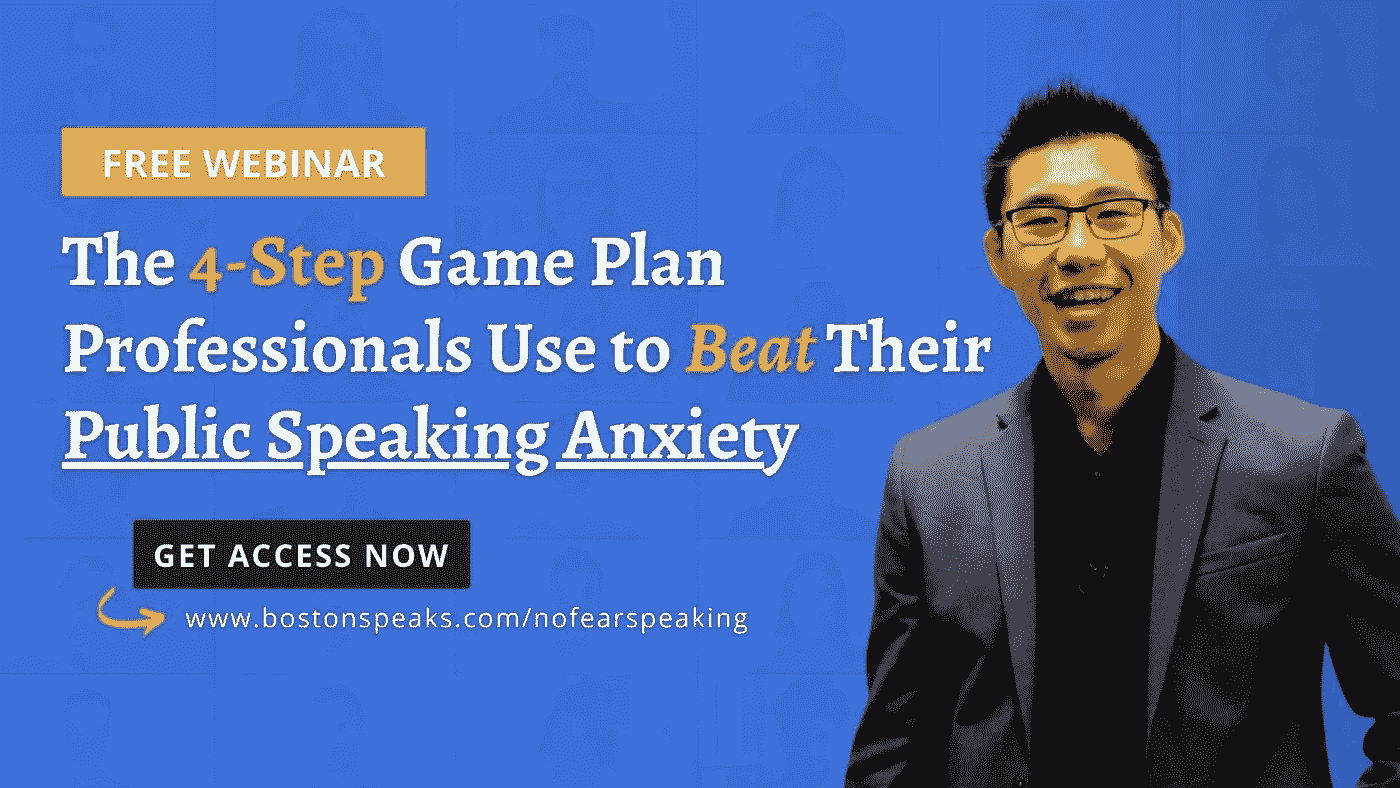 FREE WEBINAR
The 4-Step Game Plan
Professionals Use to Beat Their
Public Speaking Anxiety
GET ACCESS NOW
www.bostonspeaks.com/nofearspeaking